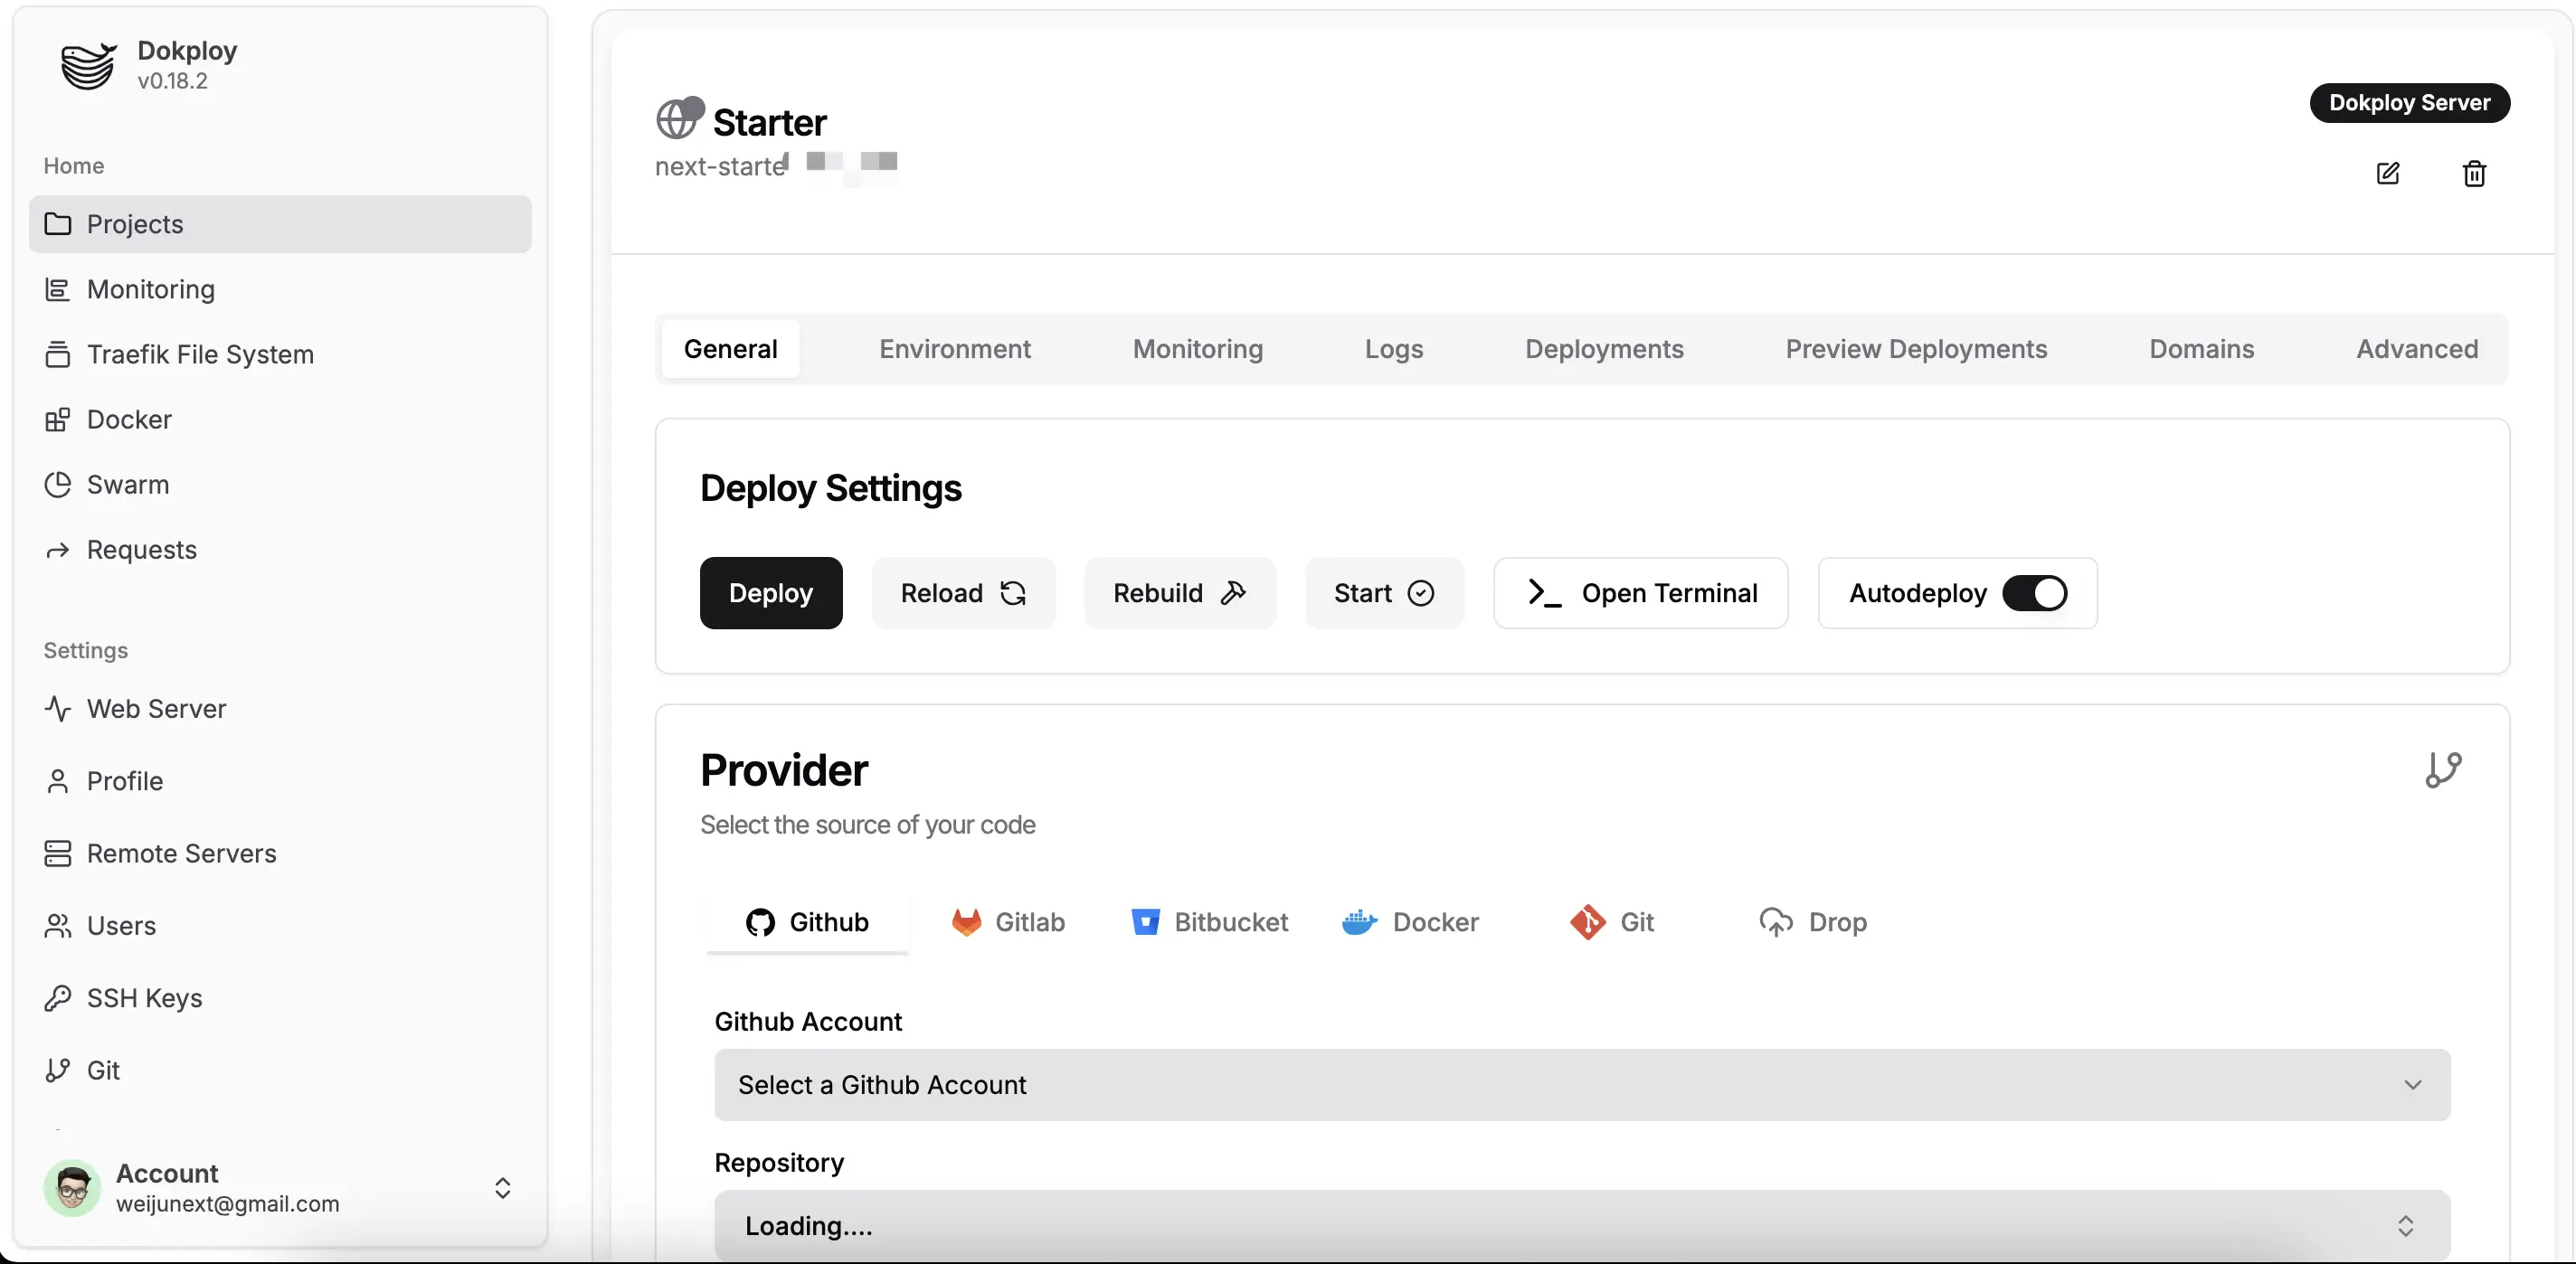 Dokploy
v0.18.2
Home
Projects
Monitoring
Traefik File System
Docker
Swarm
Requests
Settings
Web Server
Profile
Remote Servers
Users
SSH Keys
Git
Account
weijunext@gmail.com
Starter
next-starte
Dokploy Server
General Environment Monitoring Logs Deployments Preview Deployments Domains Advanced
Deploy Settings
Deploy Reload Rebuild Start Open Terminal Autodeploy
Provider
Select the source of your code
Github Gitlab Bitbucket Docker Git Drop
Github Account
Select a Github Account
Repository
Loading....